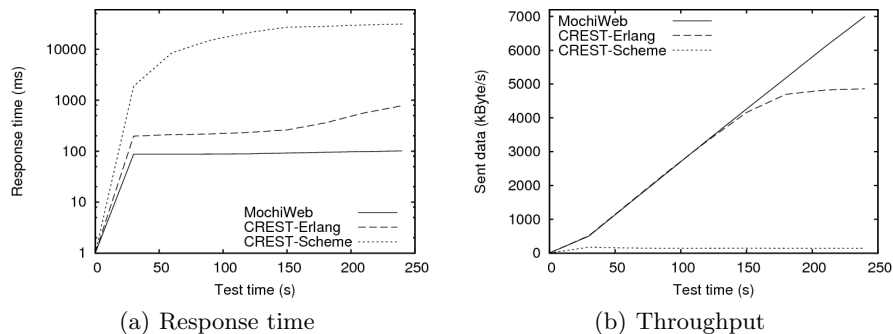 Response time (ms)
10000
1000
100
10
1
MochiWeb
CREST-Erlang
CREST-Scheme
0 50 100 150 200 250
Test time (s)
(a) Response time
Sent data (kByte/s)
7000
6000
5000
4000
3000
2000
1000
0
MochiWeb
CREST-Erlang
CREST-Scheme
0 50 100 150 200 250
Test time (s)
(b) Throughput